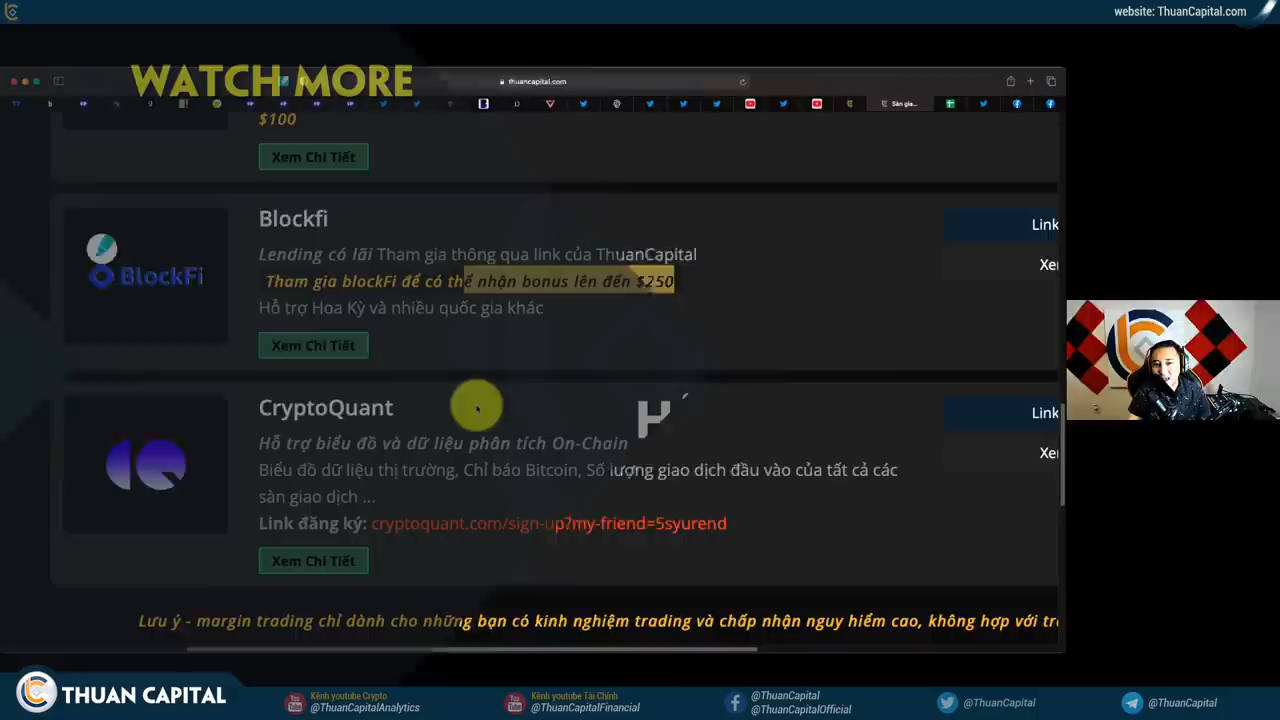 website: ThuanCapital.com
WATCH MORE
thuancapital.com
Sàn gia...
$100
Xem Chi Tiết
Blockfi
Link
Lending có lãi Tham gia thông qua link của ThuanCapital
Xe
BlockFi
Tham gia blockFi để có thể nhận bonus lên đến $250
Hỗ trợ Hoa Kỳ và nhiều quốc gia khác
Xem Chi Tiết
CryptoQuant
Link
Hỗ trợ biểu đồ và dữ liệu phân tích On-Chain
Xe
Biểu đồ dữ liệu thị trường, Chỉ báo Bitcoin, Số lượng giao dịch đầu vào của tất cả các
sàn giao dịch ...
Link đăng ký: cryptoquant.com/sign-up?my-friend=5syurend
Xem Chi Tiết
Lưu ý - margin trading chỉ dành cho những bạn có kinh nghiệm trading và chấp nhận nguy hiểm cao, không hợp với
THUAN CAPITAL
Kênh youtube Crypto
@ThuanCapitalAnalytics
Kênh youtube Tài Chính
@ThuanCapitalFinancial
@ThuanCapital
@ThuanCapitalOfficial
@ThuanCapital
@ThuanCapital